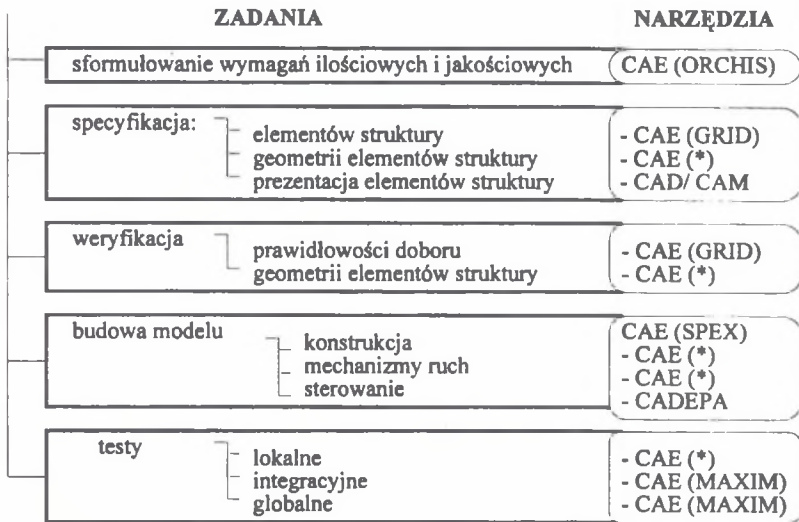 ZADANIA NARZĘDZIA
sformułowanie wymagań ilościowych i jakościowych CAE (ORCHIS)
specyfikacja:
elementów struktury - CAE (GRID)
geometrii elementów struktury - CAE (*)
prezentacja elementów struktury - CAD/ CAM
weryfikacja
prawidłowości doboru - CAE (GRID)
geometrii elementów struktury - CAE (*)
budowa modelu CAE (SPEX)
konstrukcja - CAE (*)
mechanizmy ruch - CAE (*)
sterowanie - CADEPA
testy
lokalne - CAE (*)
integracyjne - CAE (MAXIM)
globalne - CAE (MAXIM)